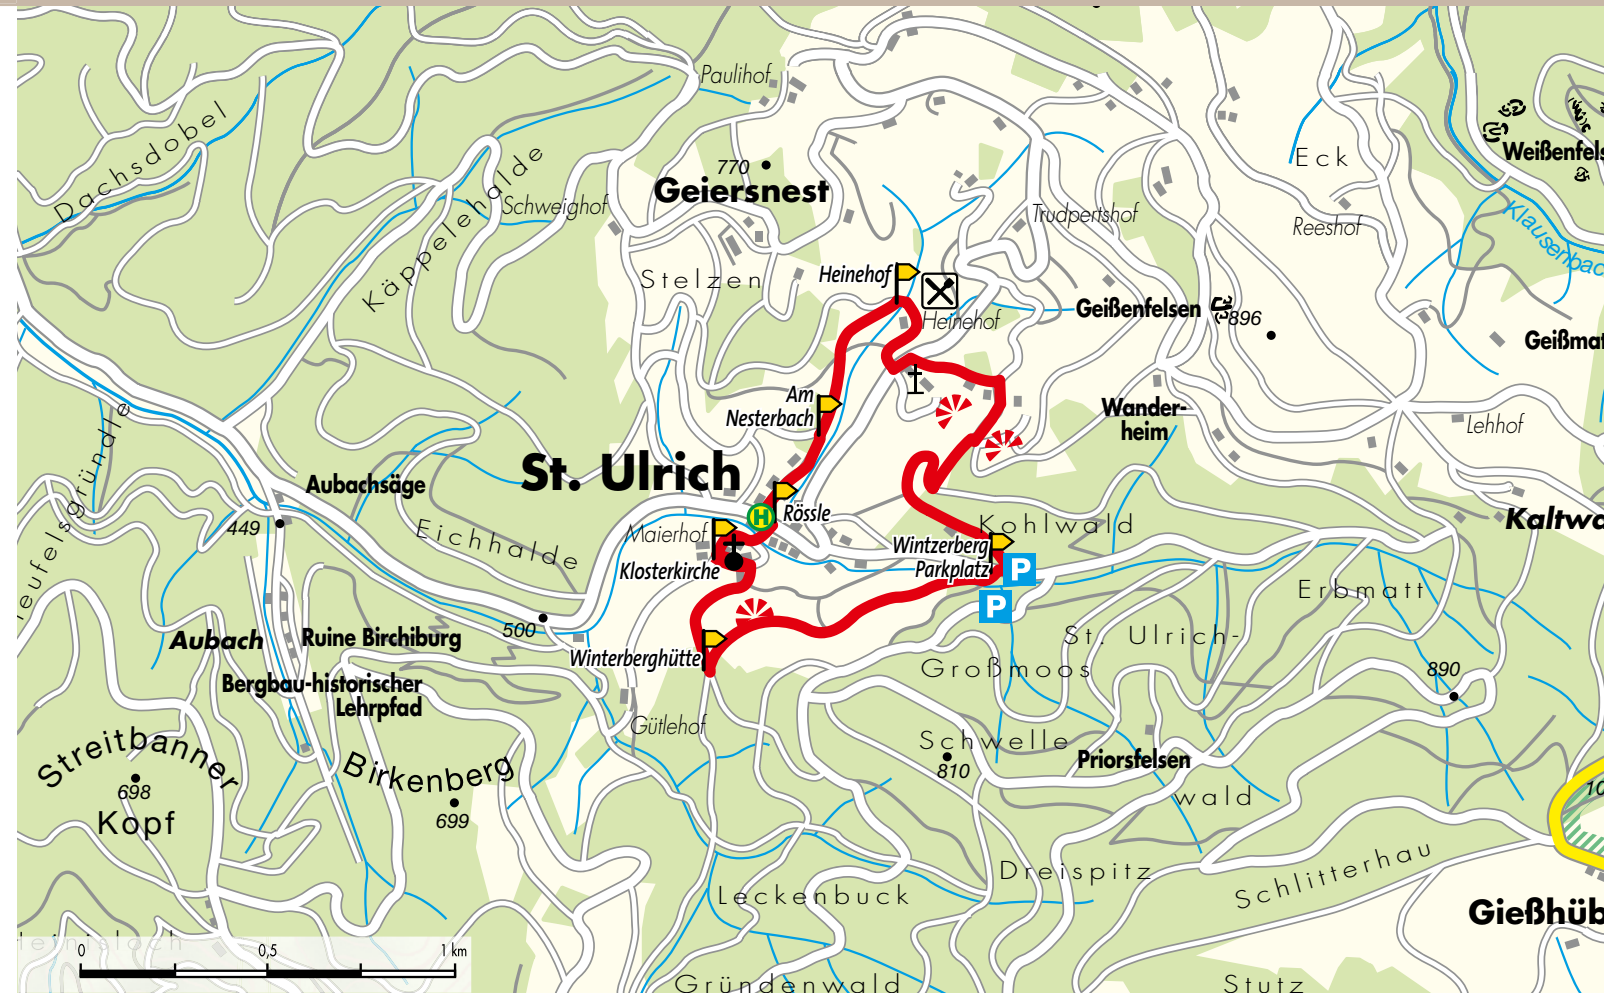 Paulihof
Dachsdobel
Käppelehalde
Schweighof
770
Geiersnest
Eck
Weißenfels
Trudpertshof
Reeshof
Klausenbac
Stelzen
Heinehof
Heinehof
Geißenfelsen
896
Geißmat
Am
Nesterbach
Wander-
heim
Lehhof
St. Ulrich
Aubachsäge
449
Eichhalde
Maierhof
H
Rössle
Kohlwald
Kaltwa
Klosterkirche
Wintzerberg
Parkplatz
P
P
Erbmatt
eufelsgründle
500
Aubach
Ruine Birchiburg
Winterberghütte
St. Ulrich-
Großmoos
Bergbau-historischer
Lehrpfad
890
Gütlehof
Streitbanner
698
Kopf
Birkenberg
699
Schwelle
810
Priorsfelsen
wald
10
Dreispitz
Schlitterhau
Leckenbuck
Gießhüb
0
0,5
1 km
Gründenwald
Stutz